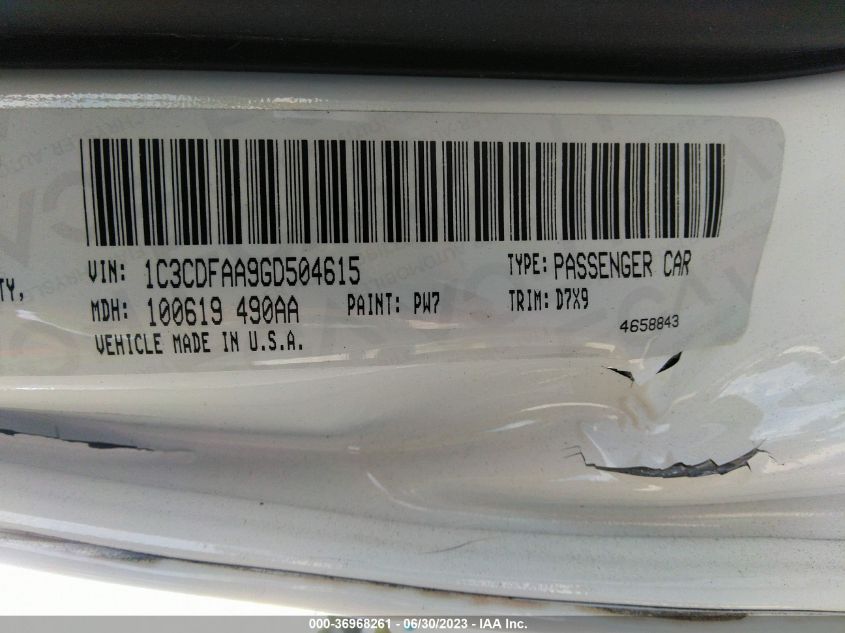 VIN: 1C3CDFAA9GD504615 TYPE: PASSENGER CAR
TY,
MDH: 100619 490AA PAINT: PW7 TRIM: D7X9
VEHICLE MADE IN U.S.A. 4658843
000-36968261 - 06/30/2023 - IAA Inc.